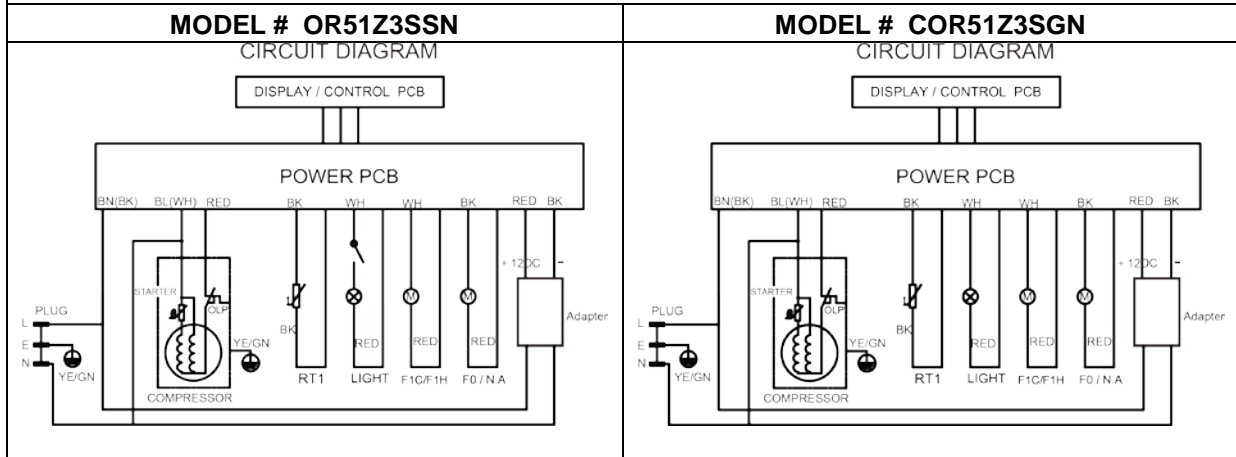 MODEL # OR51Z3SSN
CIRCUIT DIAGRAM
DISPLAY / CONTROL PCB
POWER PCB
BN(BK) BL(WH) RED BK WH WH BK RED BK
+ 12DC -
STARTER
OLP
PLUG
Adapter
L
E
N
YE/GN
YE/GN
BK
RED RED RED
RT1 LIGHT F1C/F1H F0 / N.A
COMPRESSOR
MODEL # COR51Z3SGN
CIRCUIT DIAGRAM
DISPLAY / CONTROL PCB
POWER PCB
BN(BK) BL(WH) RED BK WH WH BK RED BK
+ 12DC -
STARTER
OLP
PLUG
Adapter
L
E
N
YE/GN
YE/GN
BK
RED RED RED
RT1 LIGHT F1C/F1H F0 / N.A
COMPRESSOR